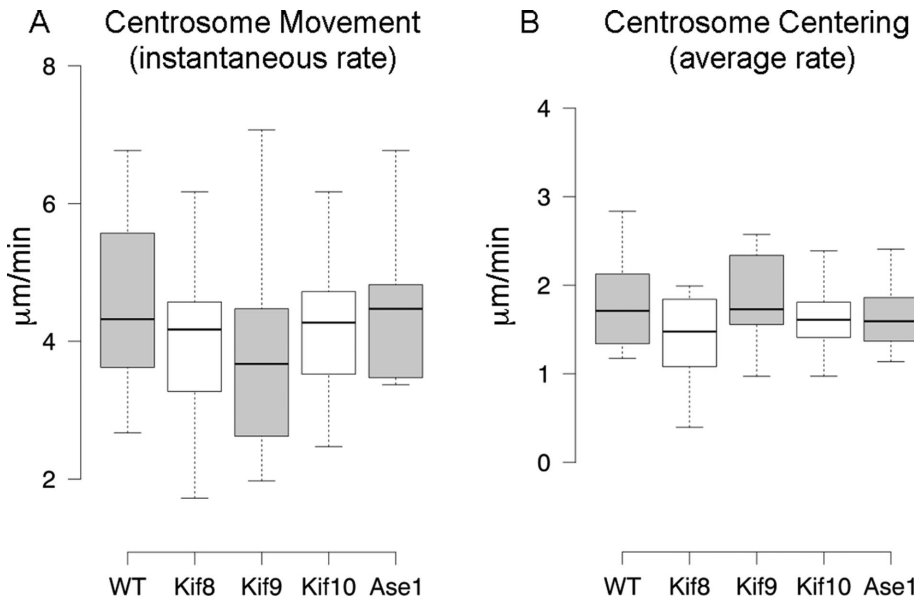 A
Centrosome Movement
(instantaneous rate)
8
6
4
2
μm/min
WT Kif8 Kif9 Kif10 Ase1
B
Centrosome Centering
(average rate)
4
3
2
1
0
μm/min
WT Kif8 Kif9 Kif10 Ase1